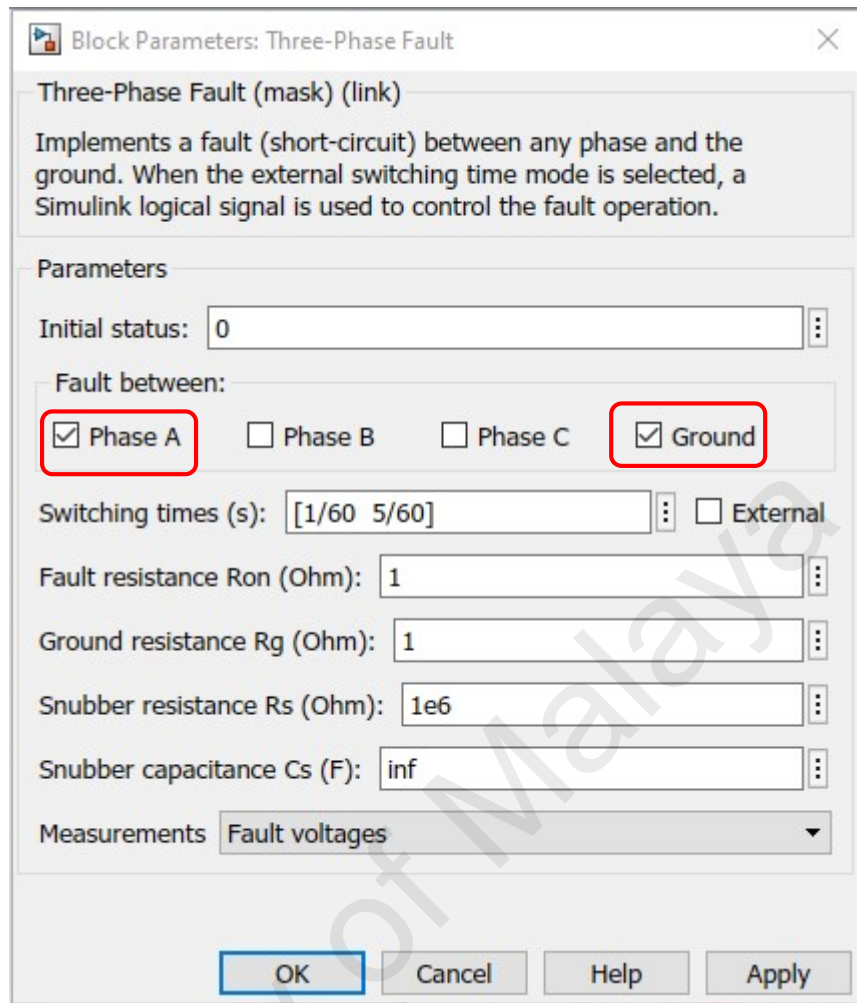 Block Parameters: Three-Phase Fault
Three-Phase Fault (mask) (link)
Implements a fault (short-circuit) between any phase and the
ground. When the external switching time mode is selected, a
Simulink logical signal is used to control the fault operation.
Parameters
Initial status: 0
Fault between:
Phase A Phase B Phase C Ground
Switching times (s): [1/60 5/60] External
Fault resistance Ron (Ohm): 1
Ground resistance Rg (Ohm): 1
Snubber resistance Rs (Ohm): 1e6
Snubber capacitance Cs (F): inf
Measurements Fault voltages
OK Cancel Help Apply
of Malaya